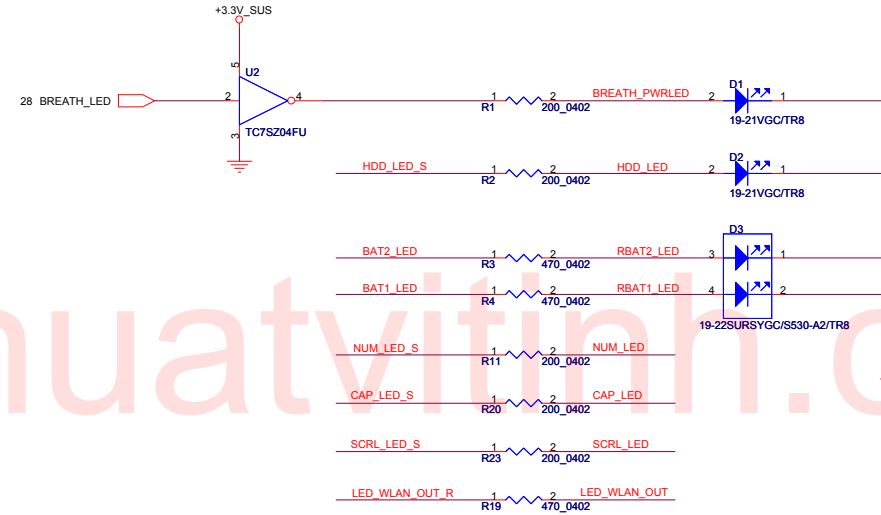 +3.3V_SUS
5
U2
28 BREATH_LED
2
4
3
TC7SZ04FU
1
2
BREATH_PWRLED
R1
200_0402
D1
2
1
19-21VGC/TR8
HDD_LED_S
1
2
HDD_LED
R2
200_0402
D2
2
1
19-21VGC/TR8
BAT2_LED
1
2
RBAT2_LED
R3
470_0402
D3
3
1
BAT1_LED
1
2
RBAT1_LED
R4
470_0402
4
2
19-22SURSYGC/S530-A2/TR8
NUM_LED_S
1
2
NUM_LED
R11
200_0402
CAP_LED_S
1
2
CAP_LED
R20
200_0402
SCRL_LED_S
1
2
SCRL_LED
R23
200_0402
LED_WLAN_OUT_R
1
2
LED_WLAN_OUT
R19
470_0402
huatvitinh.c